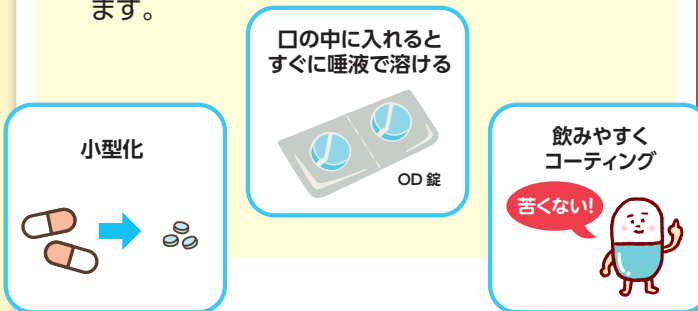 ます。
口の中に入れると
すぐに唾液で溶ける
OD錠
小型化
飲みやすく
コーティング
苦くない!